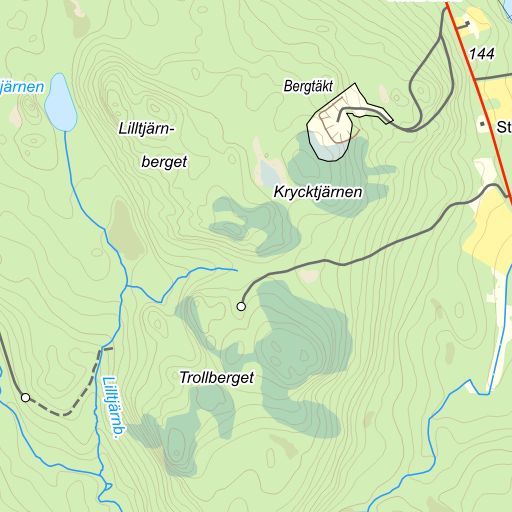 144
Bergtäkt
järnen
Lilltjärn-
berget
St
Krycktjärnen
Trollberget
Lilltjärnb.